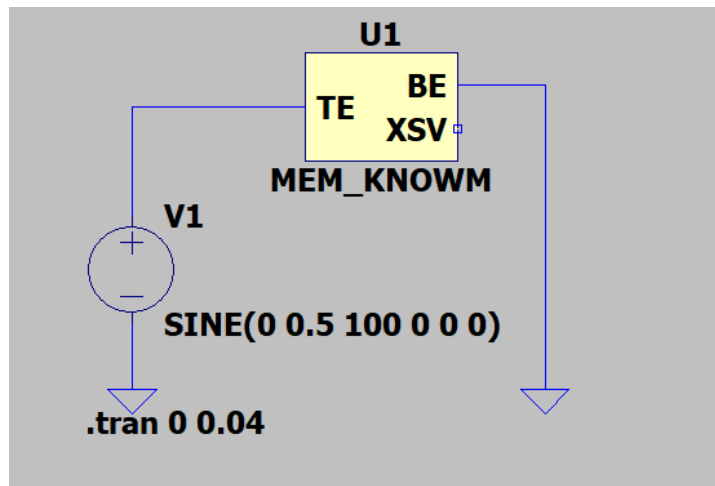 U1
BE
TE
XSV
MEM_KNOWM
V1
SINE(0 0.5 100 0 0 0)
.tran 0 0.04